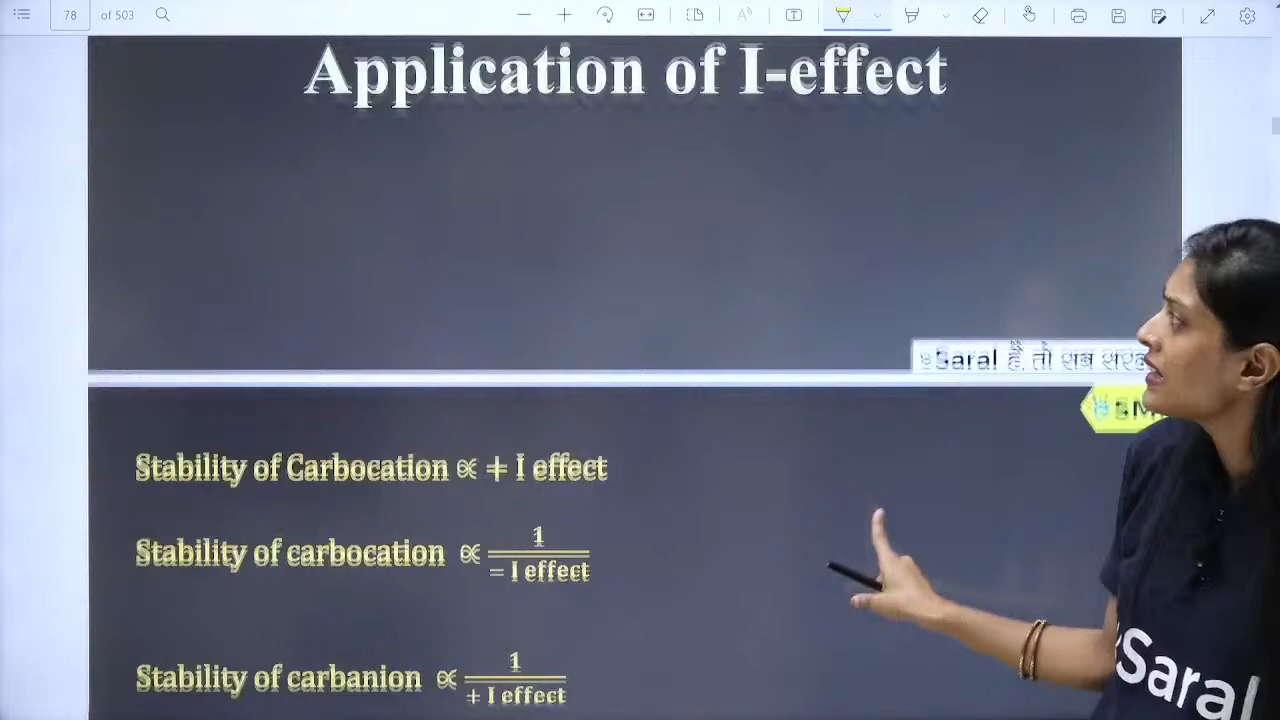 78 of 503
Application of I-effect
Saral है, तो सब
SM
Stability of Carbocation ∝ + I effect
Stability of carbocation ∝ 1 / − I effect
Stability of carbanion ∝ 1 / + I effect
Saral